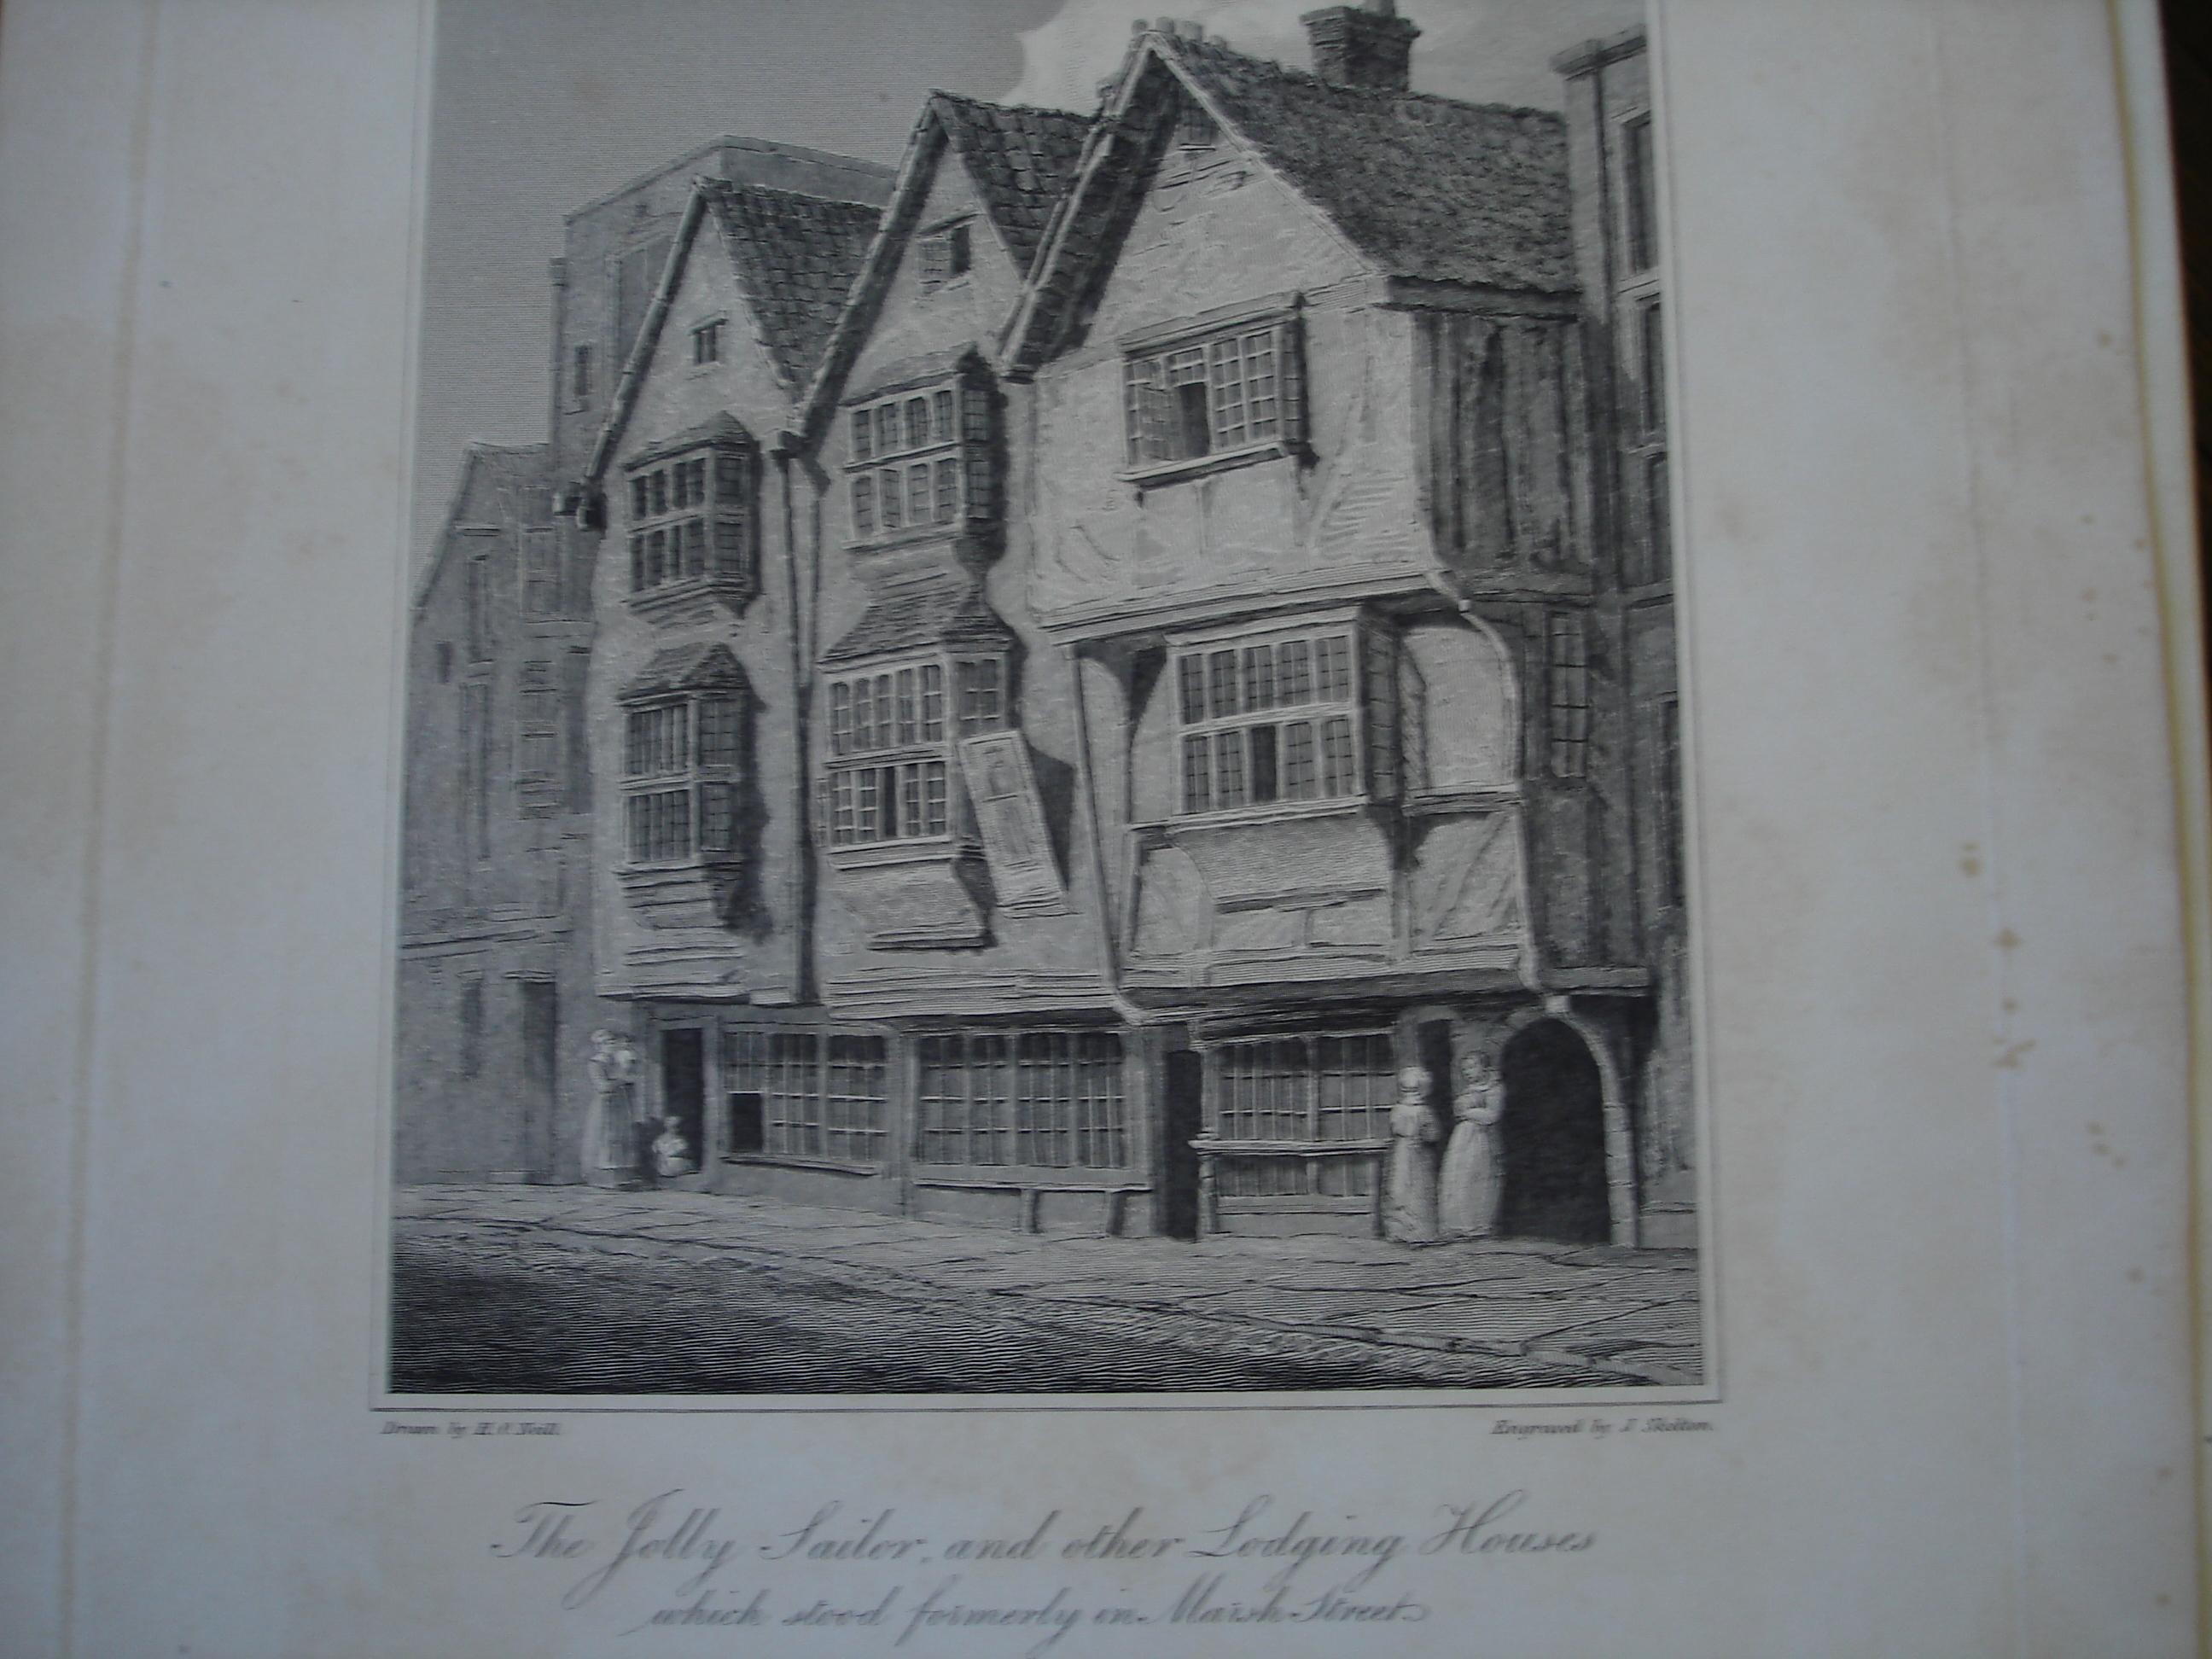 Drawn by H. O'Neill.
Engraved by J. Skelton.
The Jolly Sailor, and other Lodging Houses
which stood formerly in Marsh Street.